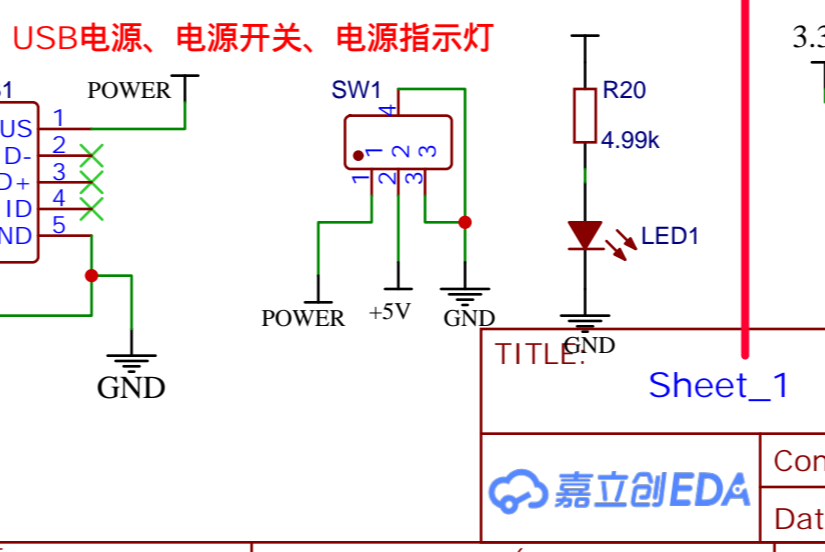 USB电源、电源开关、电源指示灯
POWER
1
US 1
D- 2
D+ 3
ID 4
ND 5
GND
SW1
4
1 2 3
1 2 3
POWER
+5V
GND
R20
4.99k
LED1
GND
3.3
TITLE:
Sheet_1
嘉立创EDA
Con
Dat